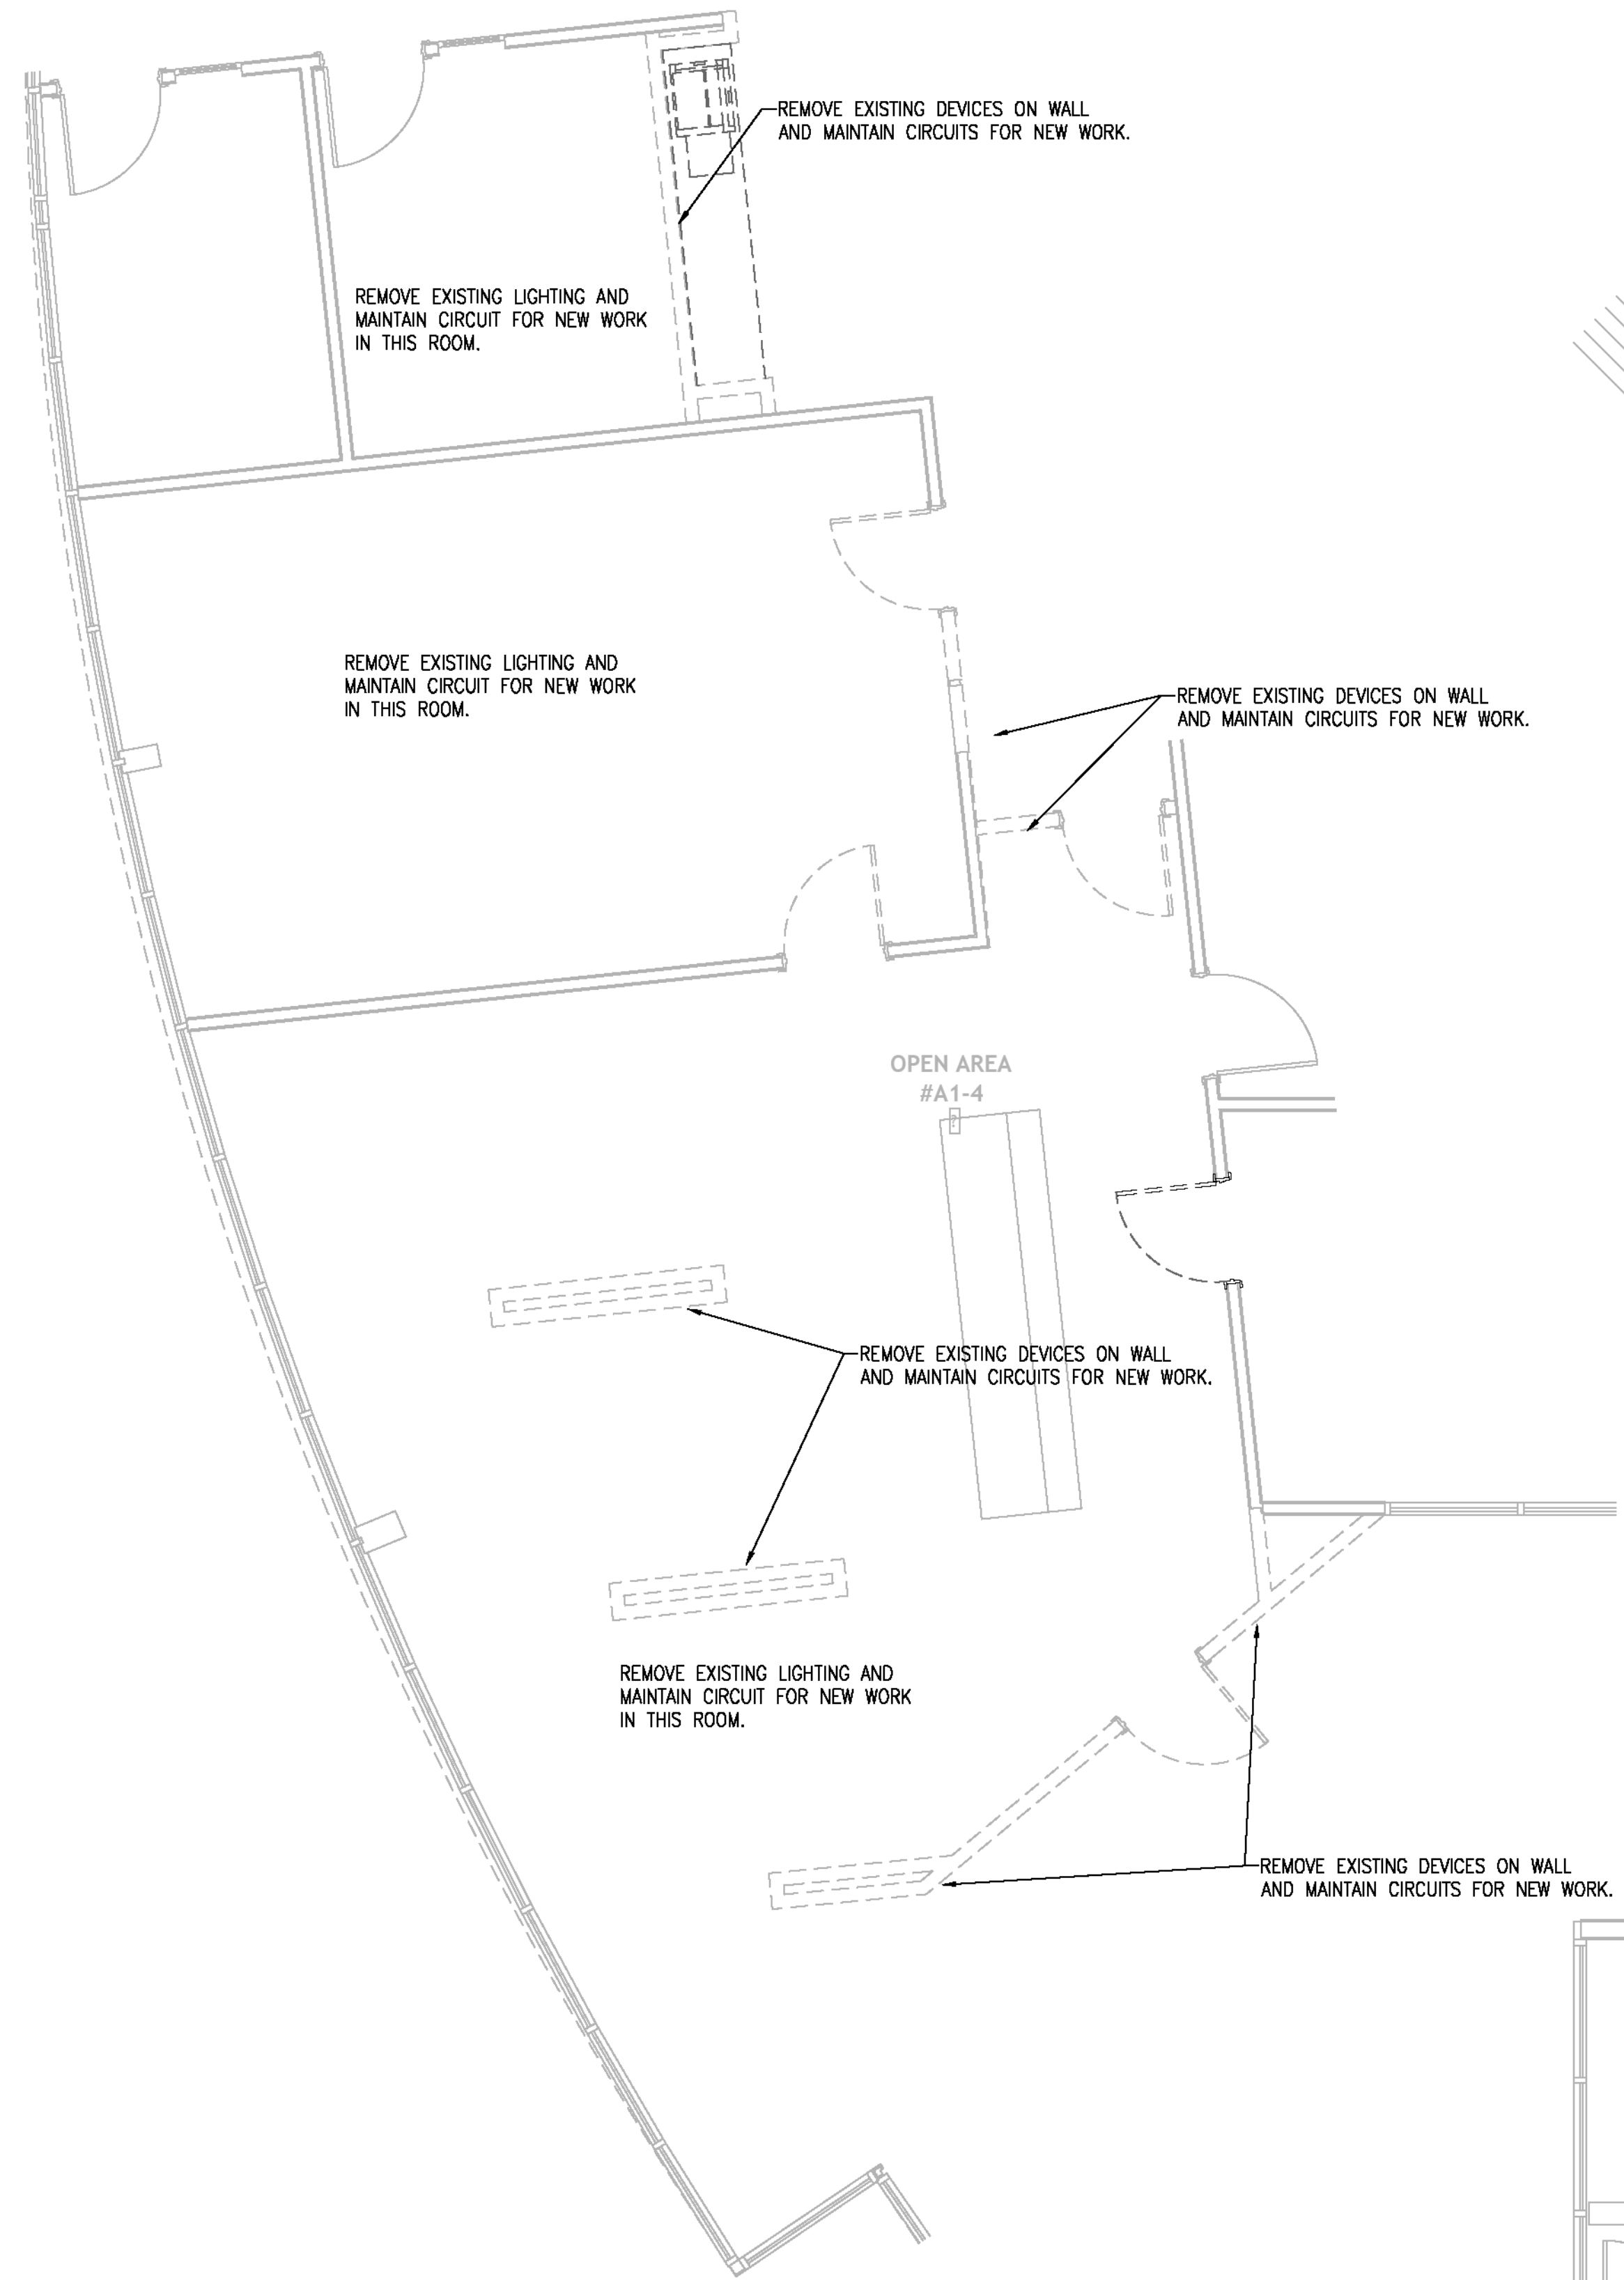 REMOVE EXISTING DEVICES ON WALL
AND MAINTAIN CIRCUITS FOR NEW WORK.
REMOVE EXISTING LIGHTING AND
MAINTAIN CIRCUIT FOR NEW WORK
IN THIS ROOM.
REMOVE EXISTING LIGHTING AND
MAINTAIN CIRCUIT FOR NEW WORK
IN THIS ROOM.
REMOVE EXISTING DEVICES ON WALL
AND MAINTAIN CIRCUITS FOR NEW WORK.
OPEN AREA
#A1-4
?
REMOVE EXISTING DEVICES ON WALL
AND MAINTAIN CIRCUITS FOR NEW WORK.
REMOVE EXISTING LIGHTING AND
MAINTAIN CIRCUIT FOR NEW WORK
IN THIS ROOM.
REMOVE EXISTING DEVICES ON WALL
AND MAINTAIN CIRCUITS FOR NEW WORK.